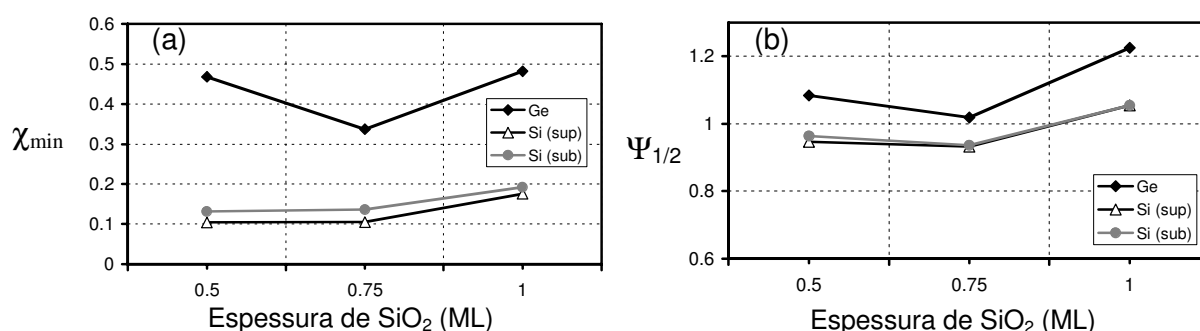 (a)
χmin
0.6
0.5
0.4
0.3
0.2
0.1
0
Ge
Si (sup)
Si (sub)
0.5 0.75 1
Espessura de SiO₂ (ML)
(b)
Ψ1/2
1.2
1
0.8
0.6
Ge
Si (sup)
Si (sub)
0.5 0.75 1
Espessura de SiO₂ (ML)